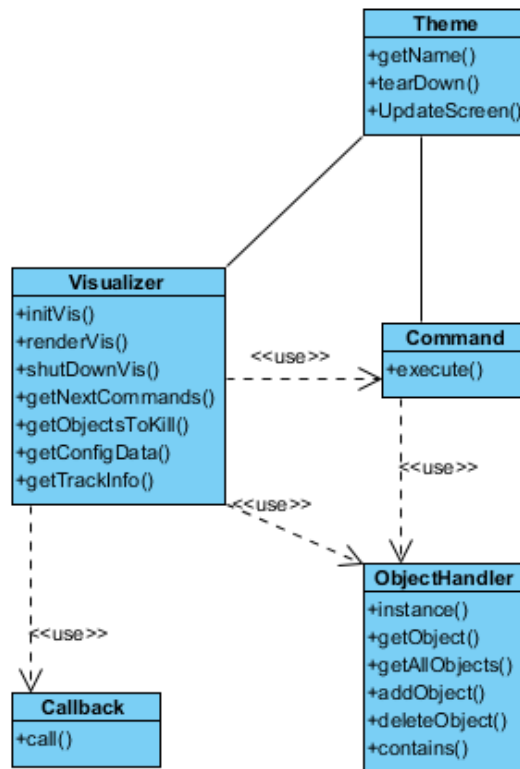 Theme
+getName()
+tearDown()
+UpdateScreen()
Visualizer
+initVis()
+renderVis()
+shutDownVis()
+getNextCommands()
+getObjectsToKill()
+getConfigData()
+getTrackInfo()
<<use>>
Command
+execute()
<<use>>
<<use>>
<<use>>
ObjectHandler
+instance()
+getObject()
+getAllObjects()
+addObject()
+deleteObject()
+contains()
Callback
+call()